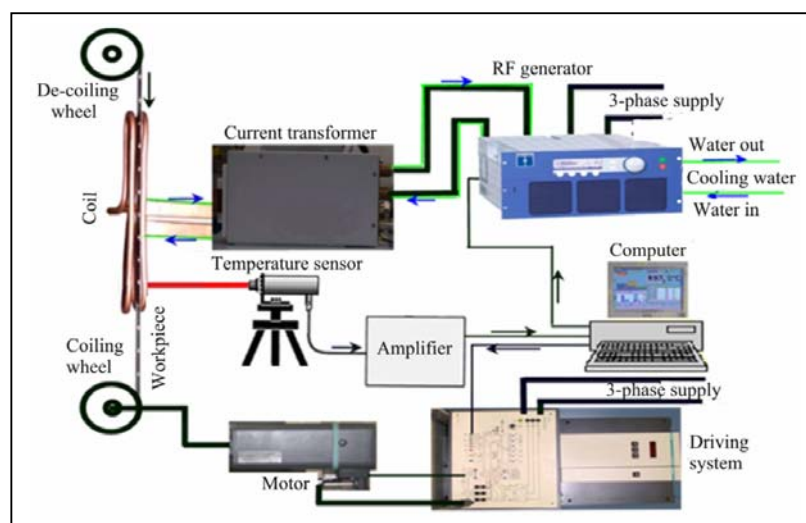 De-coiling
wheel
Coil
Current transformer
RF generator
3-phase supply
Water out
Cooling water
Water in
Temperature sensor
Computer
Coiling
wheel
Workpiece
Amplifier
3-phase supply
Motor
Driving
system